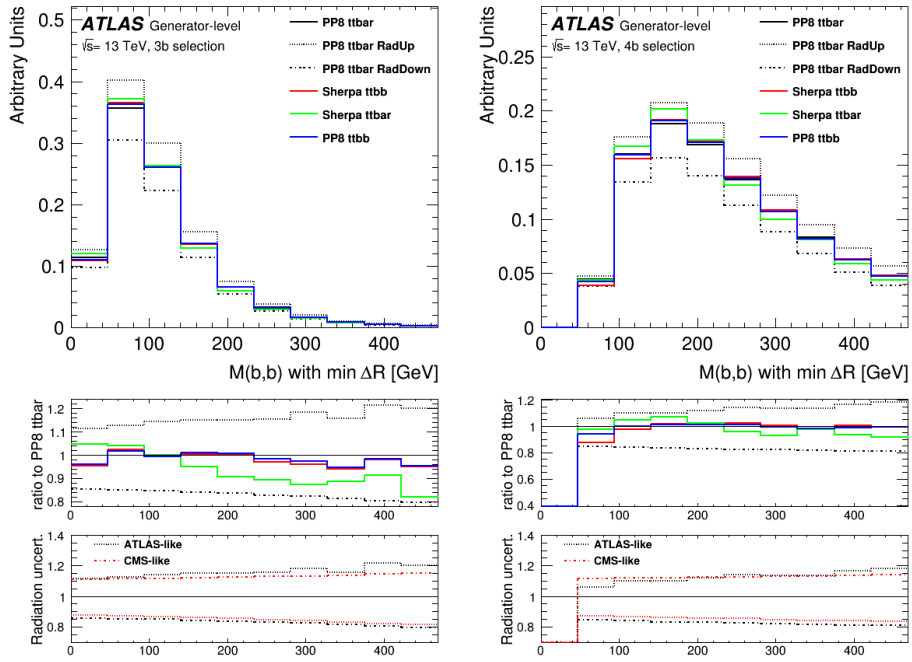 Arbitrary Units
ATLAS Generator-level
√s= 13 TeV, 3b selection
PP8 ttbar
PP8 ttbar RadUp
PP8 ttbar RadDown
Sherpa ttbb
Sherpa ttbar
PP8 ttbb
0.5
0.4
0.3
0.2
0.1
0
0 100 200 300 400
M(b,b) with min ΔR [GeV]
ratio to PP8 ttbar
1.2
1.1
1
0.9
0.8
0 100 200 300 400
Radiation uncert.
ATLAS-like
CMS-like
1.4
1.2
1
0.8
0 100 200 300 400
Arbitrary Units
ATLAS Generator-level
√s= 13 TeV, 4b selection
PP8 ttbar
PP8 ttbar RadUp
PP8 ttbar RadDown
Sherpa ttbb
Sherpa ttbar
PP8 ttbb
0.25
0.2
0.15
0.1
0.05
0
0 100 200 300 400
M(b,b) with min ΔR [GeV]
ratio to PP8 ttbar
1.2
1
0.8
0.6
0.4
0 100 200 300 400
Radiation uncert.
ATLAS-like
CMS-like
1.4
1.2
1
0.8
0 100 200 300 400